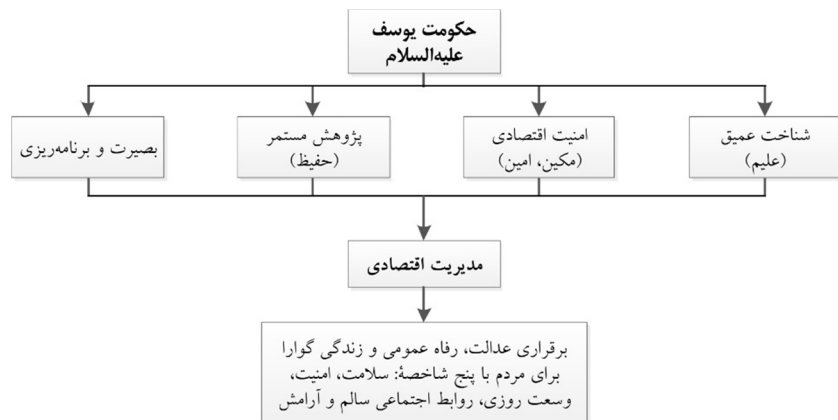 حکومت یوسف
علیه‌السلام
شناخت عمیق
(علیم)
امنیت اقتصادی
(مکین، امین)
پژوهش مستمر
(حفیظ)
بصیرت و برنامه‌ریزی
مدیریت اقتصادی
برقراری عدالت، رفاه عمومی و زندگی گوارا
برای مردم با پنج شاخصهٔ: سلامت، امنیت،
وسعت روزی، روابط اجتماعی سالم و آرامش